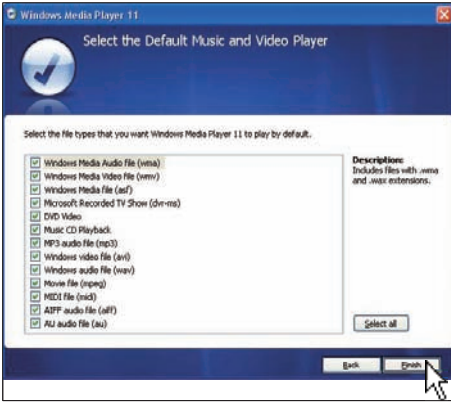 Windows Media Player 11
Select the Default Music and Video Player
Select the file types that you want Windows Media Player 11 to play by default.
Windows Media Audio file (wma)
Windows Media Video file (wmv)
Windows Media file (asf)
Microsoft Recorded TV Show (dvr-ms)
DVD Video
Music CD Playback
MP3 audio file (mp3)
Windows video file (avi)
Windows audio file (wav)
Movie file (mpeg)
MIDI file (midi)
AIFF audio file (aiff)
AU audio file (au)
Description:
Includes files with .wma
and .wax extensions.
Select all
Back
Finish